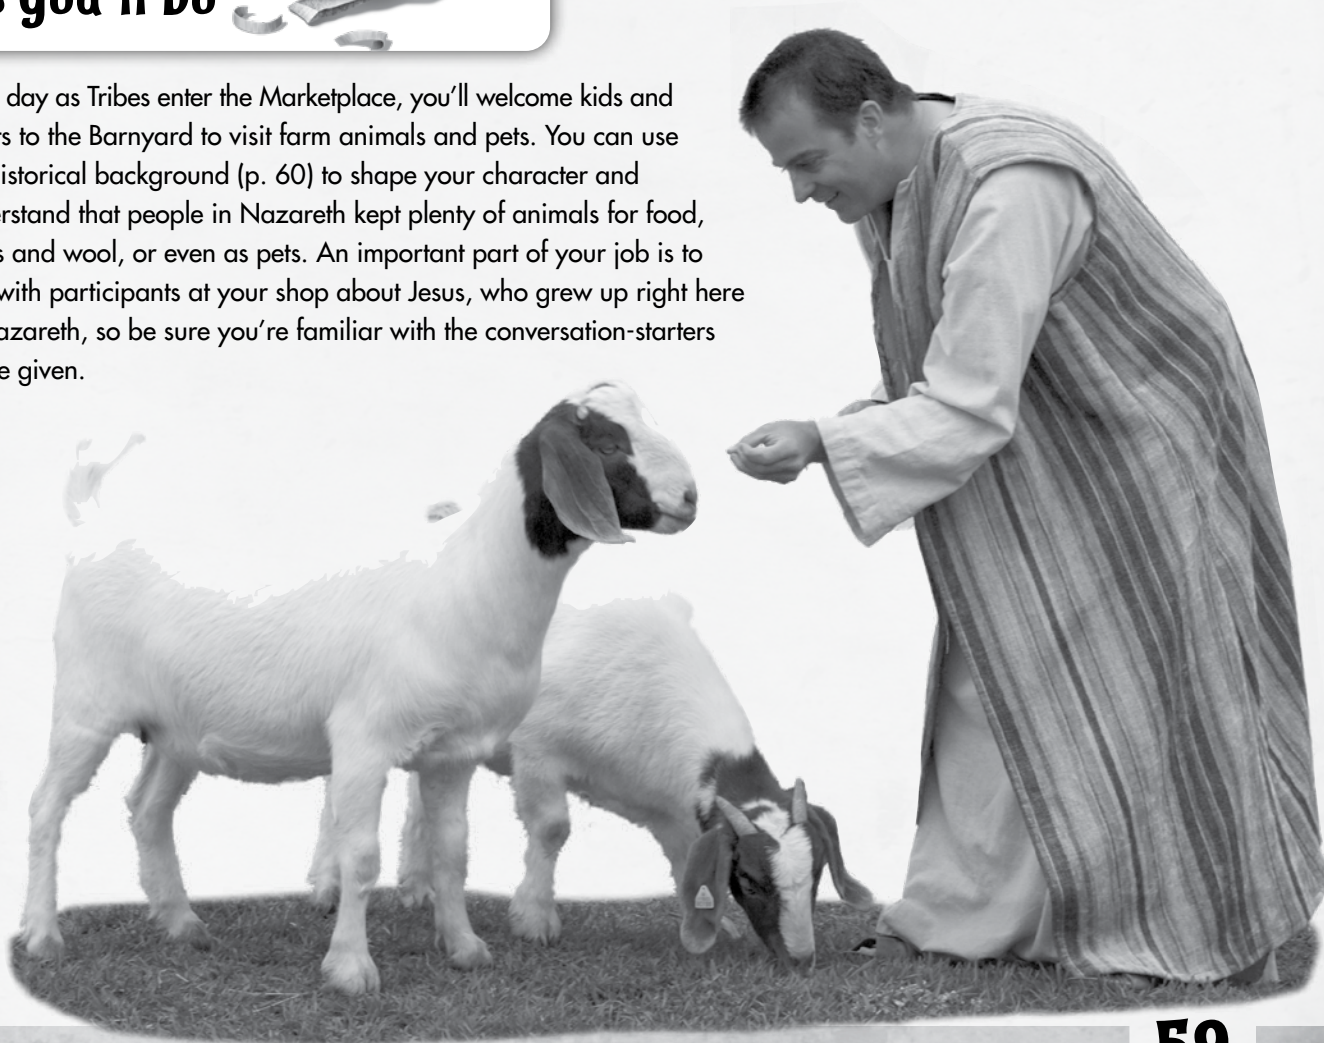 you'll Do
day as Tribes enter the Marketplace, you'll welcome kids and
to the Barnyard to visit farm animals and pets. You can use
historical background (p. 60) to shape your character and
that people in Nazareth kept plenty of animals for food,
and wool, or even as pets. An important part of your job is to
with participants at your shop about Jesus, who grew up right here
Nazareth, so be sure you're familiar with the conversation-starters
given.
59